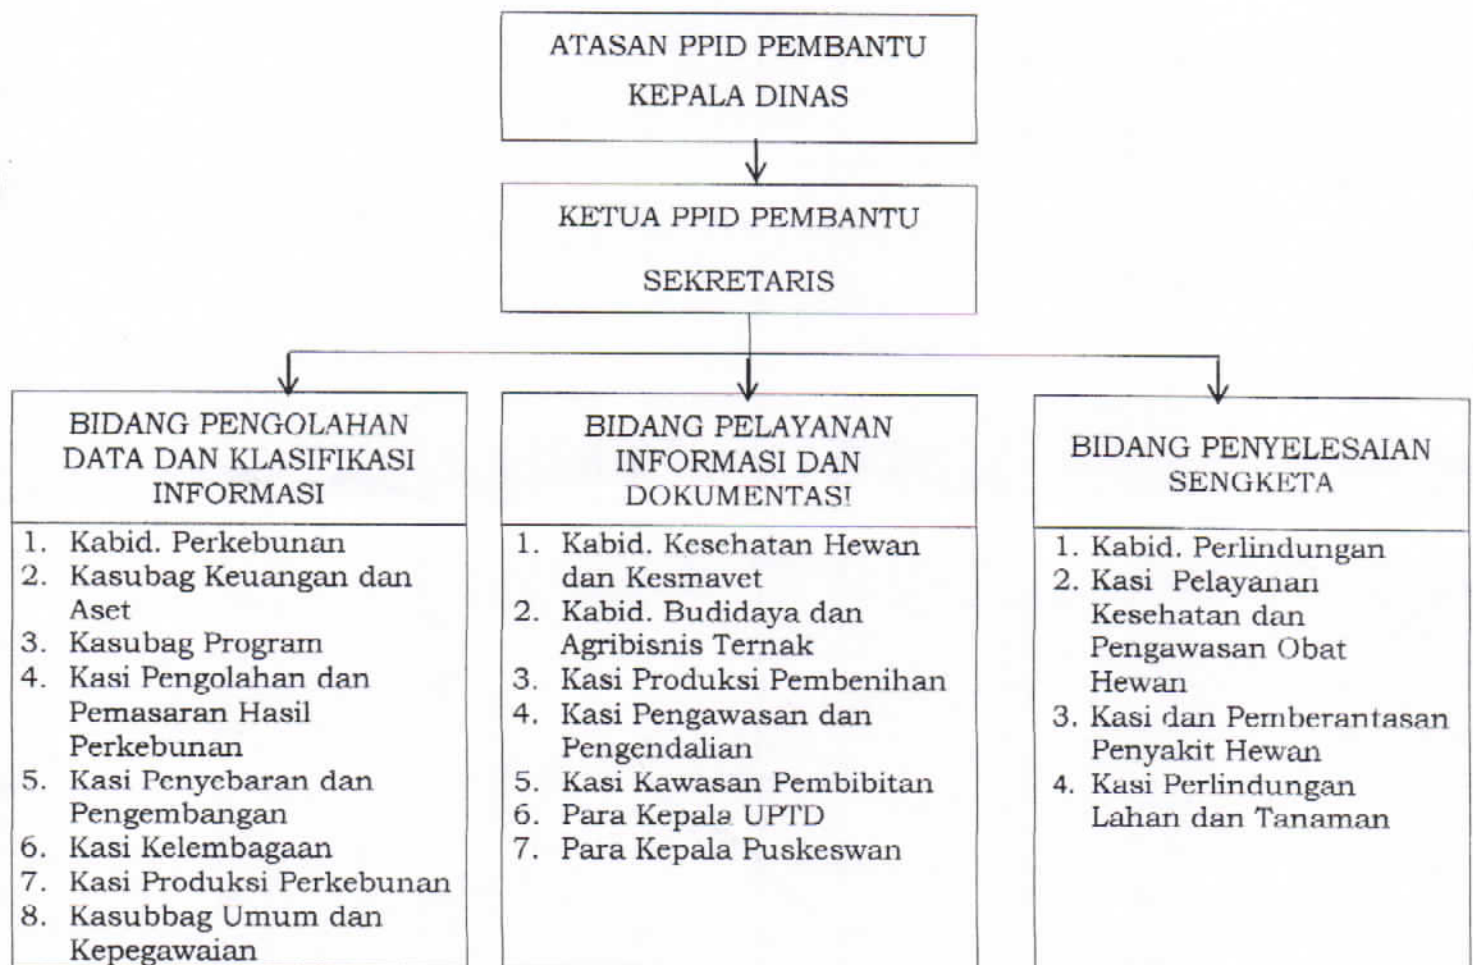 ATASAN PPID PEMBANTU
KEPALA DINAS
KETUA PPID PEMBANTU
SEKRETARIS
BIDANG PENGOLAHAN
DATA DAN KLASIFIKASI
INFORMASI
1. Kabid. Perkebunan
2. Kasubag Keuangan dan
Aset
3. Kasubag Program
4. Kasi Pengolahan dan
Pemasaran Hasil
Perkebunan
5. Kasi Penyebaran dan
Pengembangan
6. Kasi Kelembagaan
7. Kasi Produksi Perkebunan
8. Kasubbag Umum dan
Kepegawaian
BIDANG PELAYANAN
INFORMASI DAN
DOKUMENTASI
1. Kabid. Kesehatan Hewan
dan Kesmavet
2. Kabid. Budidaya dan
Agribisnis Ternak
3. Kasi Produksi Pembenihan
4. Kasi Pengawasan dan
Pengendalian
5. Kasi Kawasan Pembibitan
6. Para Kepala UPTD
7. Para Kepala Puskeswan
BIDANG PENYELESAIAN
SENGKETA
1. Kabid. Perlindungan
2. Kasi Pelayanan
Kesehatan dan
Pengawasan Obat
Hewan
3. Kasi dan Pemberantasan
Penyakit Hewan
4. Kasi Perlindungan
Lahan dan Tanaman